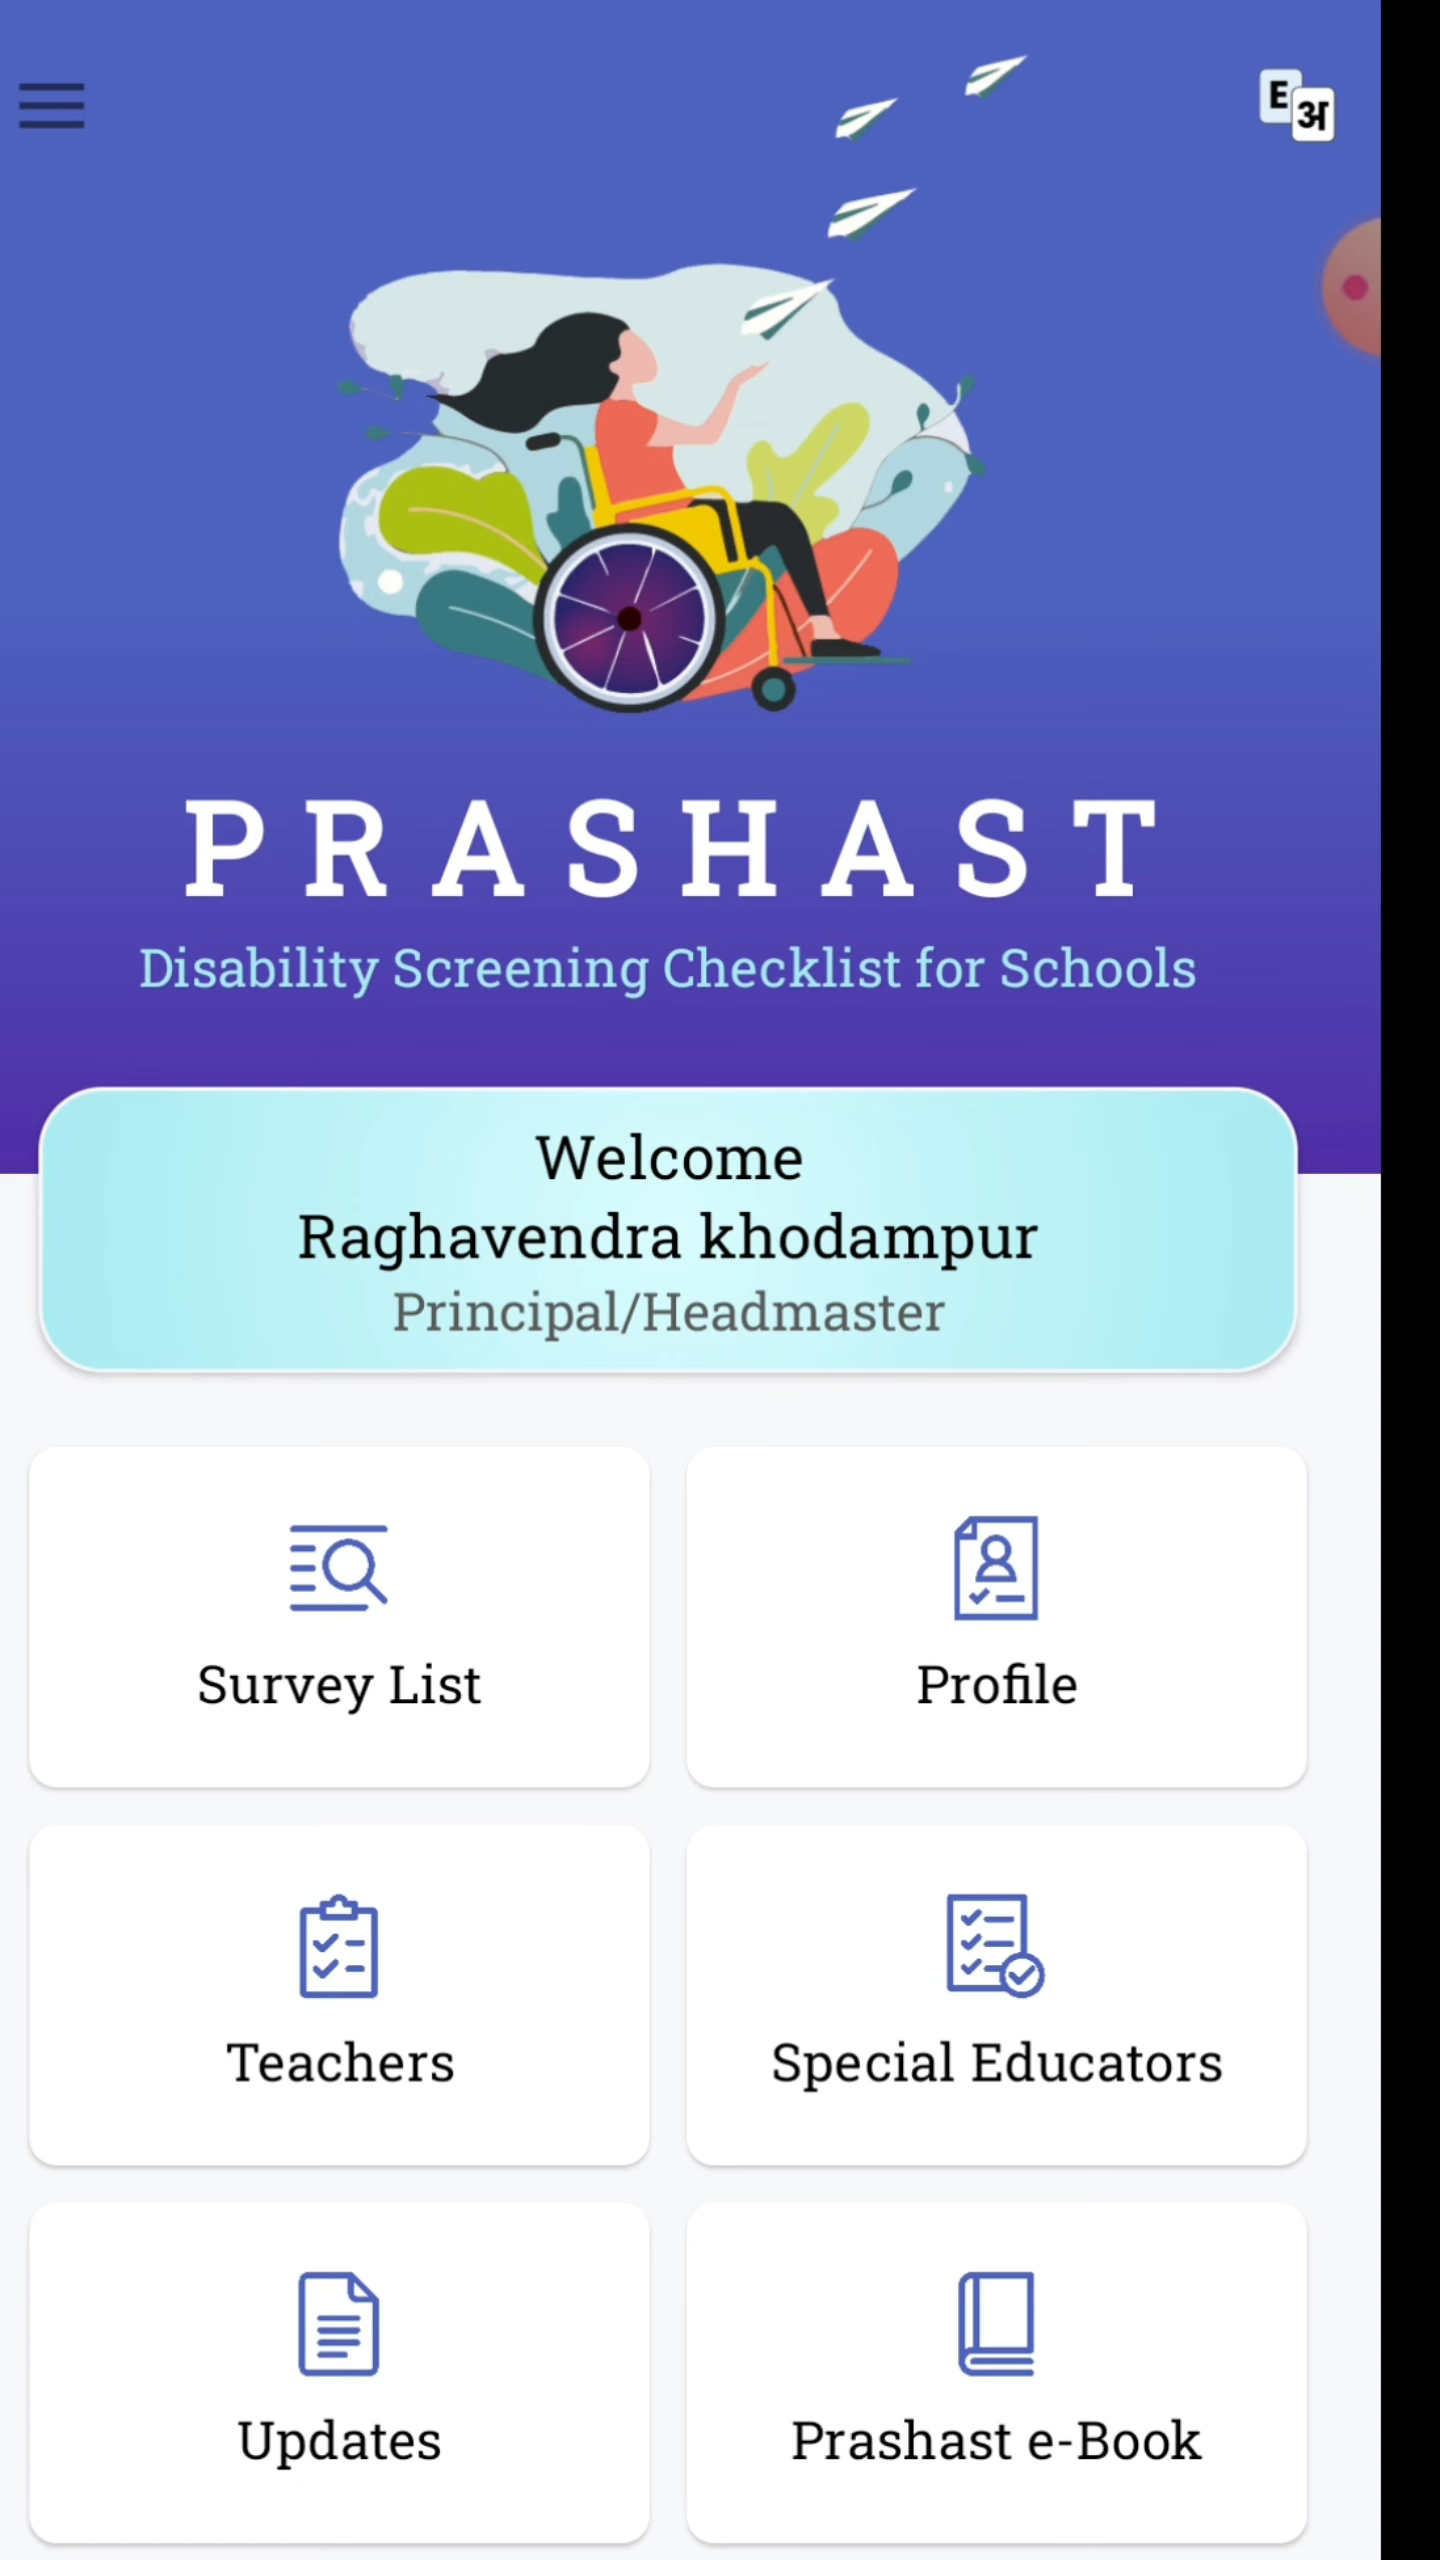 E
अ
PRASHAST
Disability Screening Checklist for Schools
Welcome
Raghavendra khodampur
Principal/Headmaster
Survey List
Profile
Teachers
Special Educators
Updates
Prashast e-Book